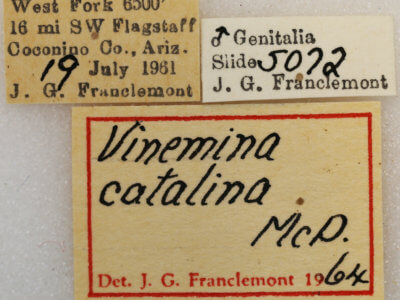 West Fork 6500'
16 mi SW Flagstaff
Coconino Co., Ariz.
19 July 1961
J. G. Franclemont
♂ Genitalia
Slide 5072
J. G. Franclemont
Vinemina
catalina
McD.
Det. J. G. Franclemont 1964